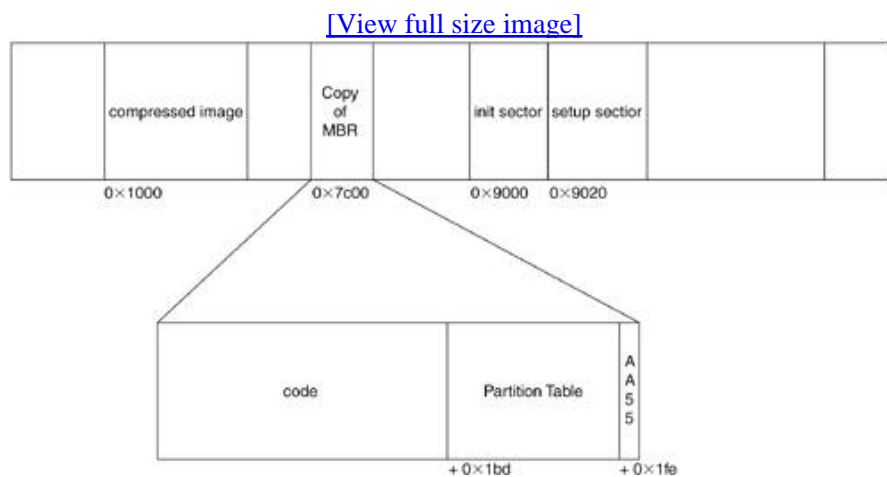 [View full size image]
compressed image
Copy
of
MBR
init sector
setup sectior
0×1000
0×7c00
0×9000
0×9020
code
Partition Table
A
A
5
5
+ 0×1bd
+ 0×1fe